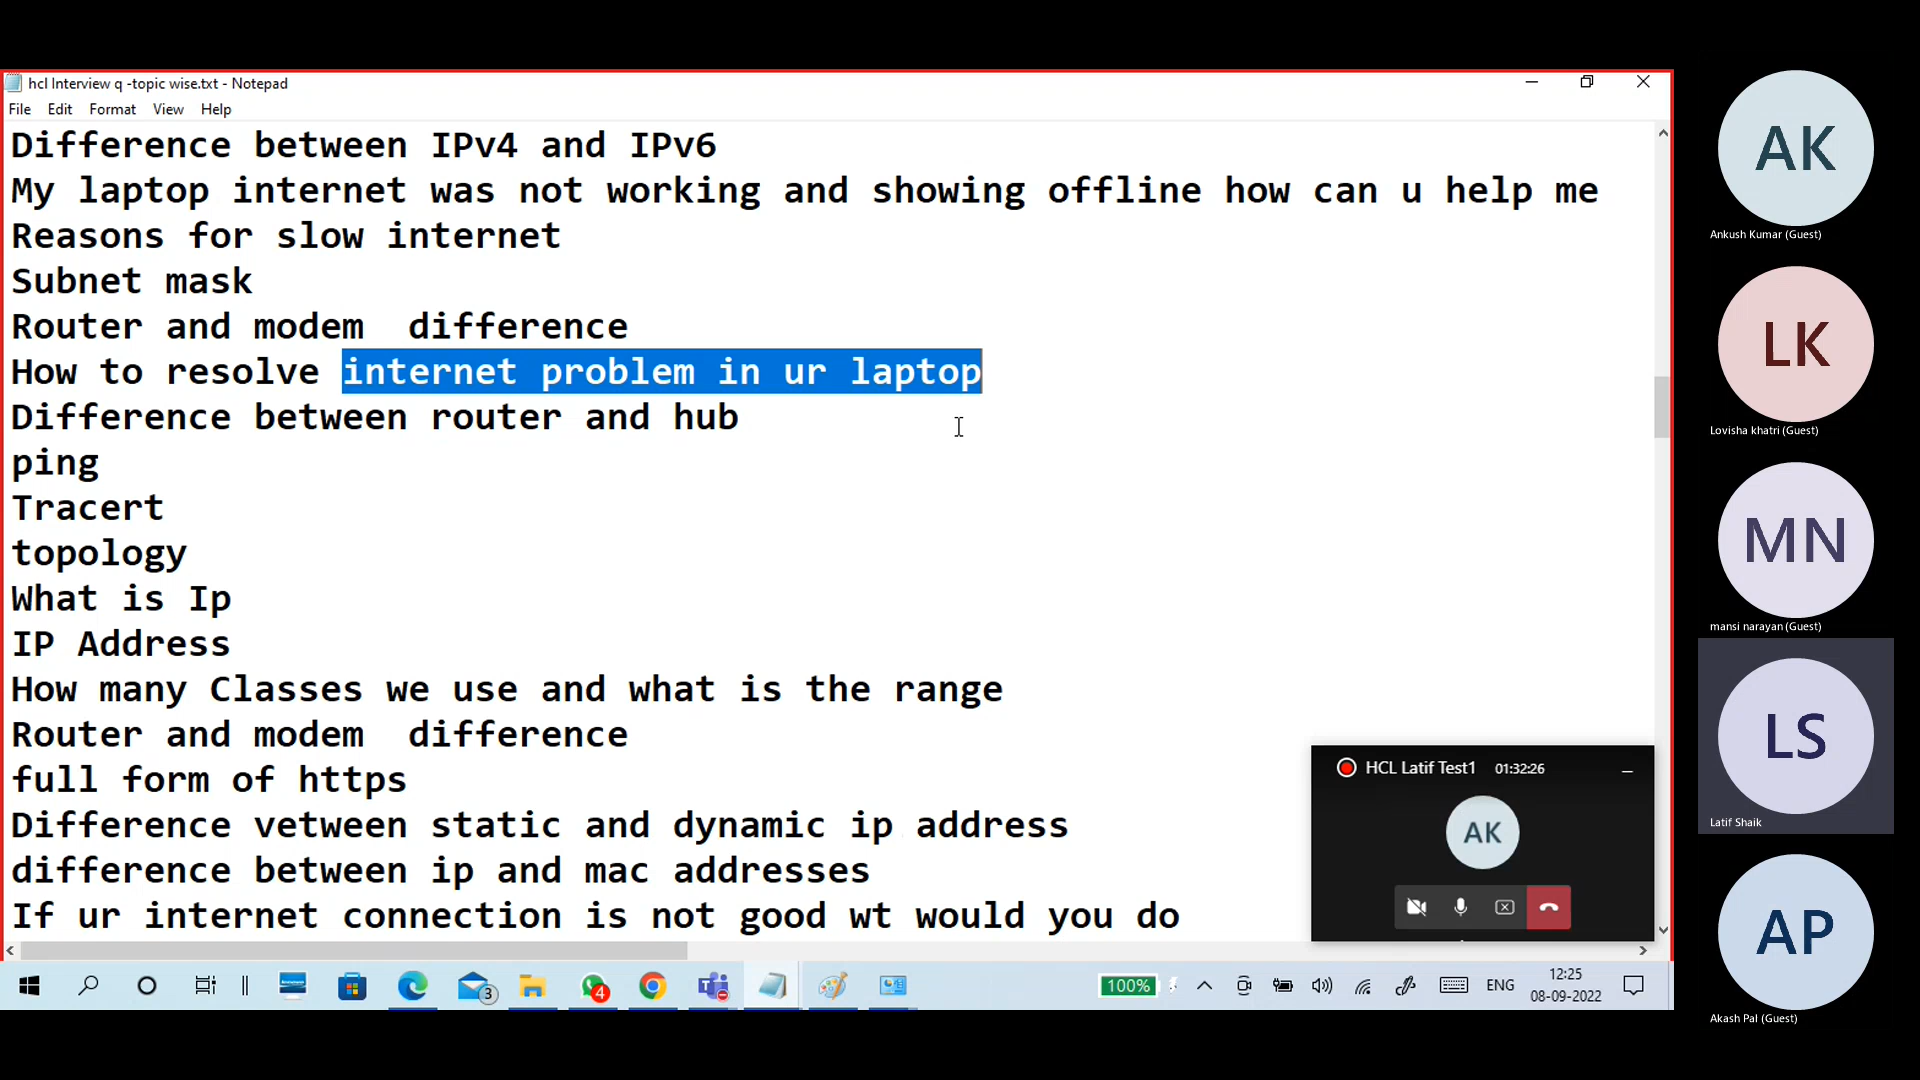 hcl Interview q -topic wise.txt - Notepad
File Edit Format View Help
Difference between IPv4 and IPv6
My laptop internet was not working and showing offline how can u help me
Reasons for slow internet
Subnet mask
Router and modem  difference
How to resolve internet problem in ur laptop
Difference between router and hub
ping
Tracert
topology
What is Ip
IP Address
How many Classes we use and what is the range
Router and modem  difference
full form of https
Difference vetween static and dynamic ip address
difference between ip and mac addresses
If ur internet connection is not good wt would you do
HCL Latif Test1 01:32:26
AK
3
4
100%
ENG
12:25
08-09-2022
AK
Ankush Kumar (Guest)
LK
Lovisha khatri (Guest)
MN
mansi narayan (Guest)
LS
Latif Shaik
AP
Akash Pal (Guest)